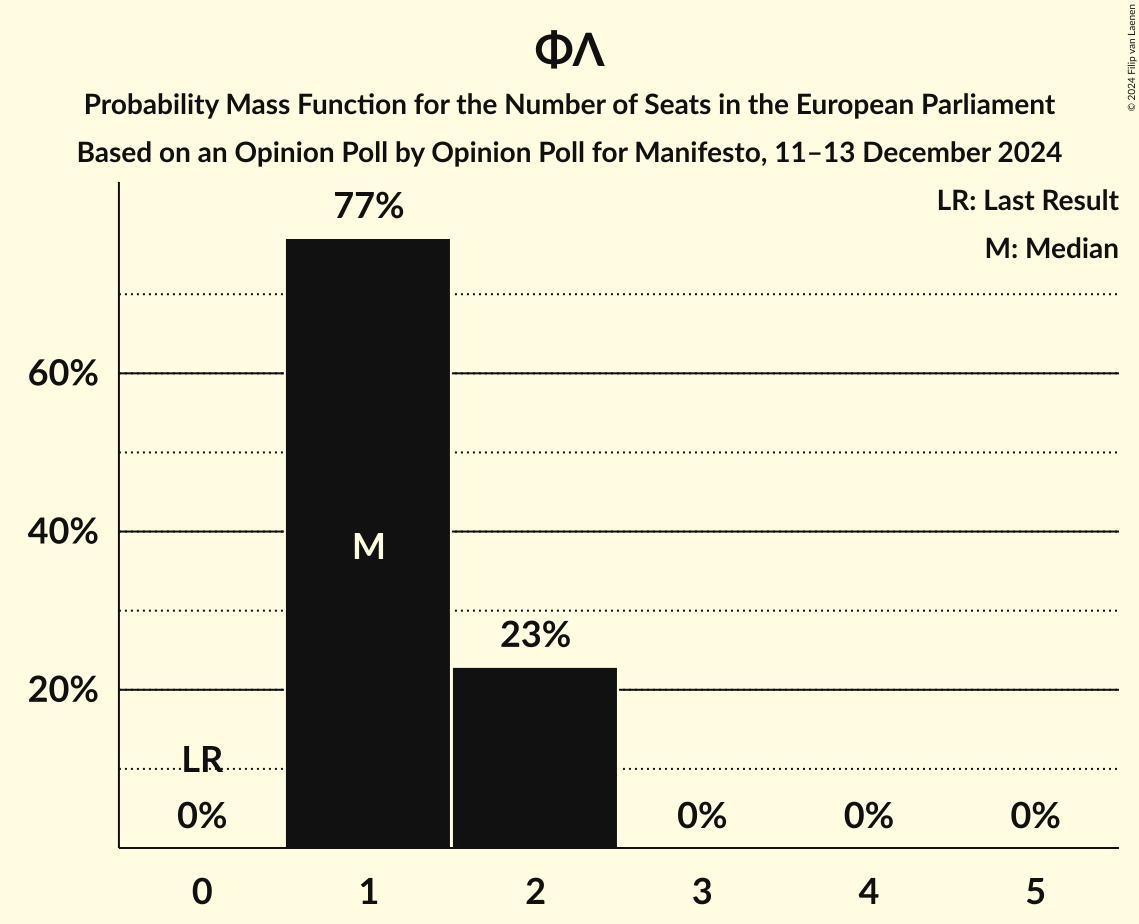 ΦΛ
Probability Mass Function for the Number of Seats in the European Parliament
Based on an Opinion Poll by Opinion Poll for Manifesto, 11–13 December 2024
© 2024 Filip van Laenen
LR: Last Result
M: Median
77%
60%
40%
M
23%
20%
LR
0%
0%
0%
0%
0
1
2
3
4
5